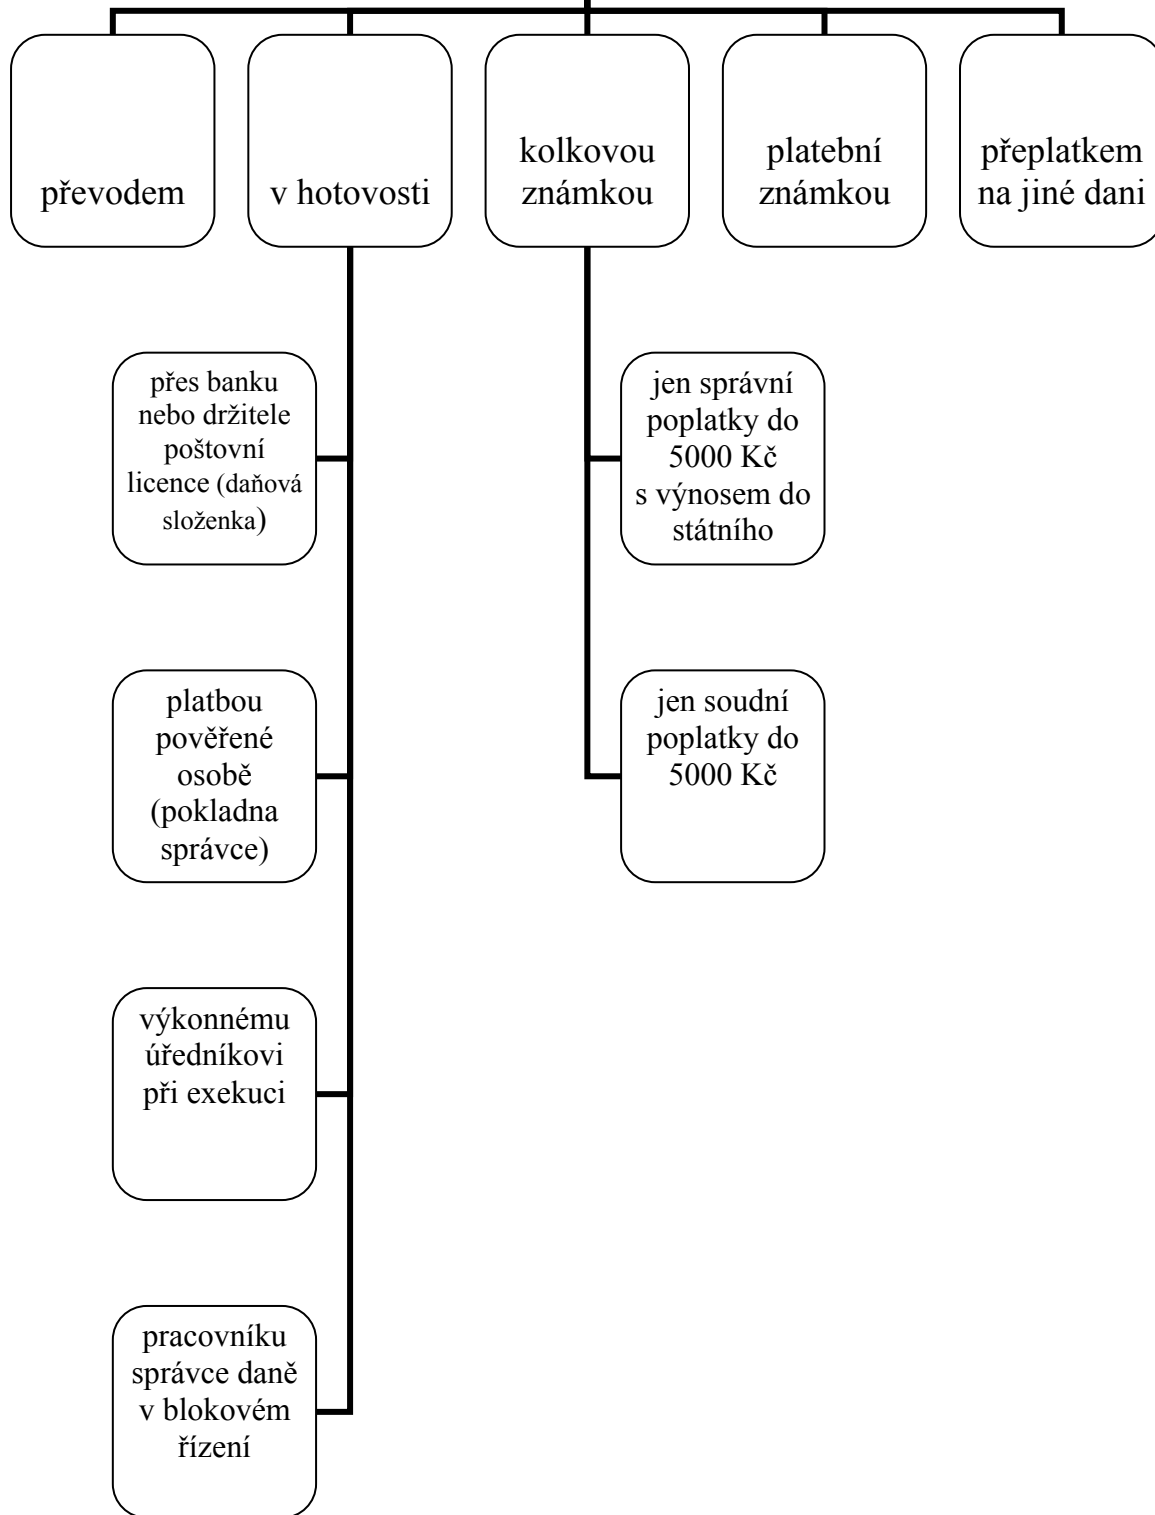 převodem
v hotovosti
kolkovou
známkou
platební
známkou
přeplatkem
na jiné dani
přes banku
nebo držitele
poštovní
licence (daňová
složenka)
platbou
pověřené
osobě
(pokladna
správce)
výkonnému
úředníkovi
při exekuci
pracovníku
správce daně
v blokovém
řízení
jen správní
poplatky do
5000 Kč
s výnosem do
státního
jen soudní
poplatky do
5000 Kč